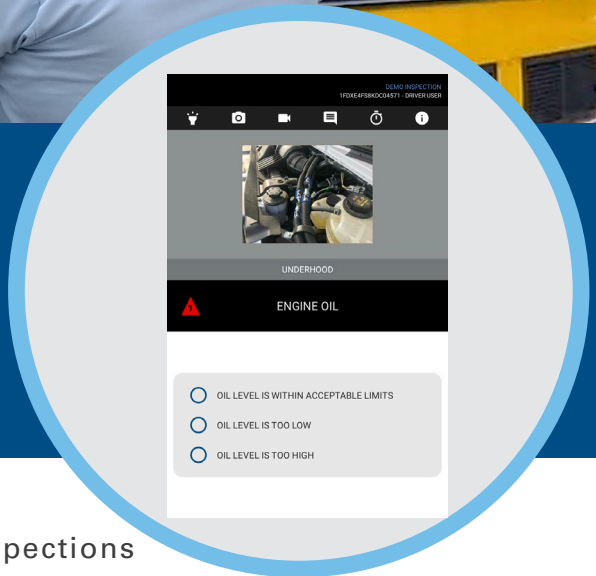 DEMO INSPECTION
1FDXE4FS8KDC04571 - DRIVER USER
UNDERHOOD
1
ENGINE OIL
OIL LEVEL IS WITHIN ACCEPTABLE LIMITS
OIL LEVEL IS TOO LOW
OIL LEVEL IS TOO HIGH
pections